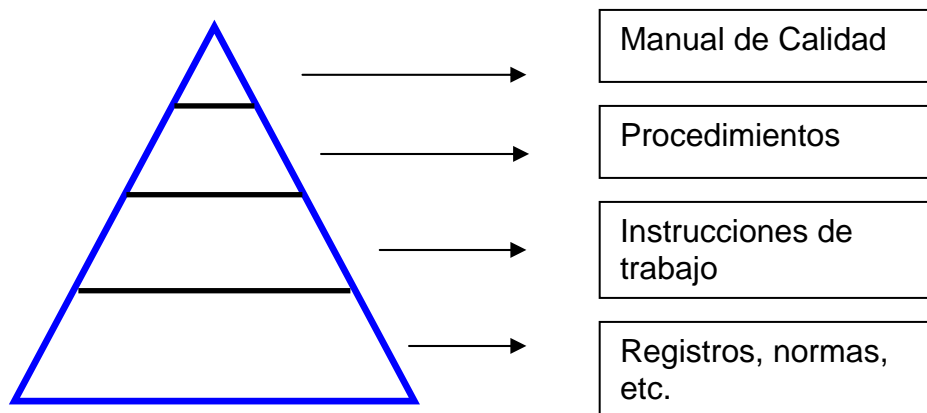 Manual de Calidad
Procedimientos
Instrucciones de
trabajo
Registros, normas,
etc.